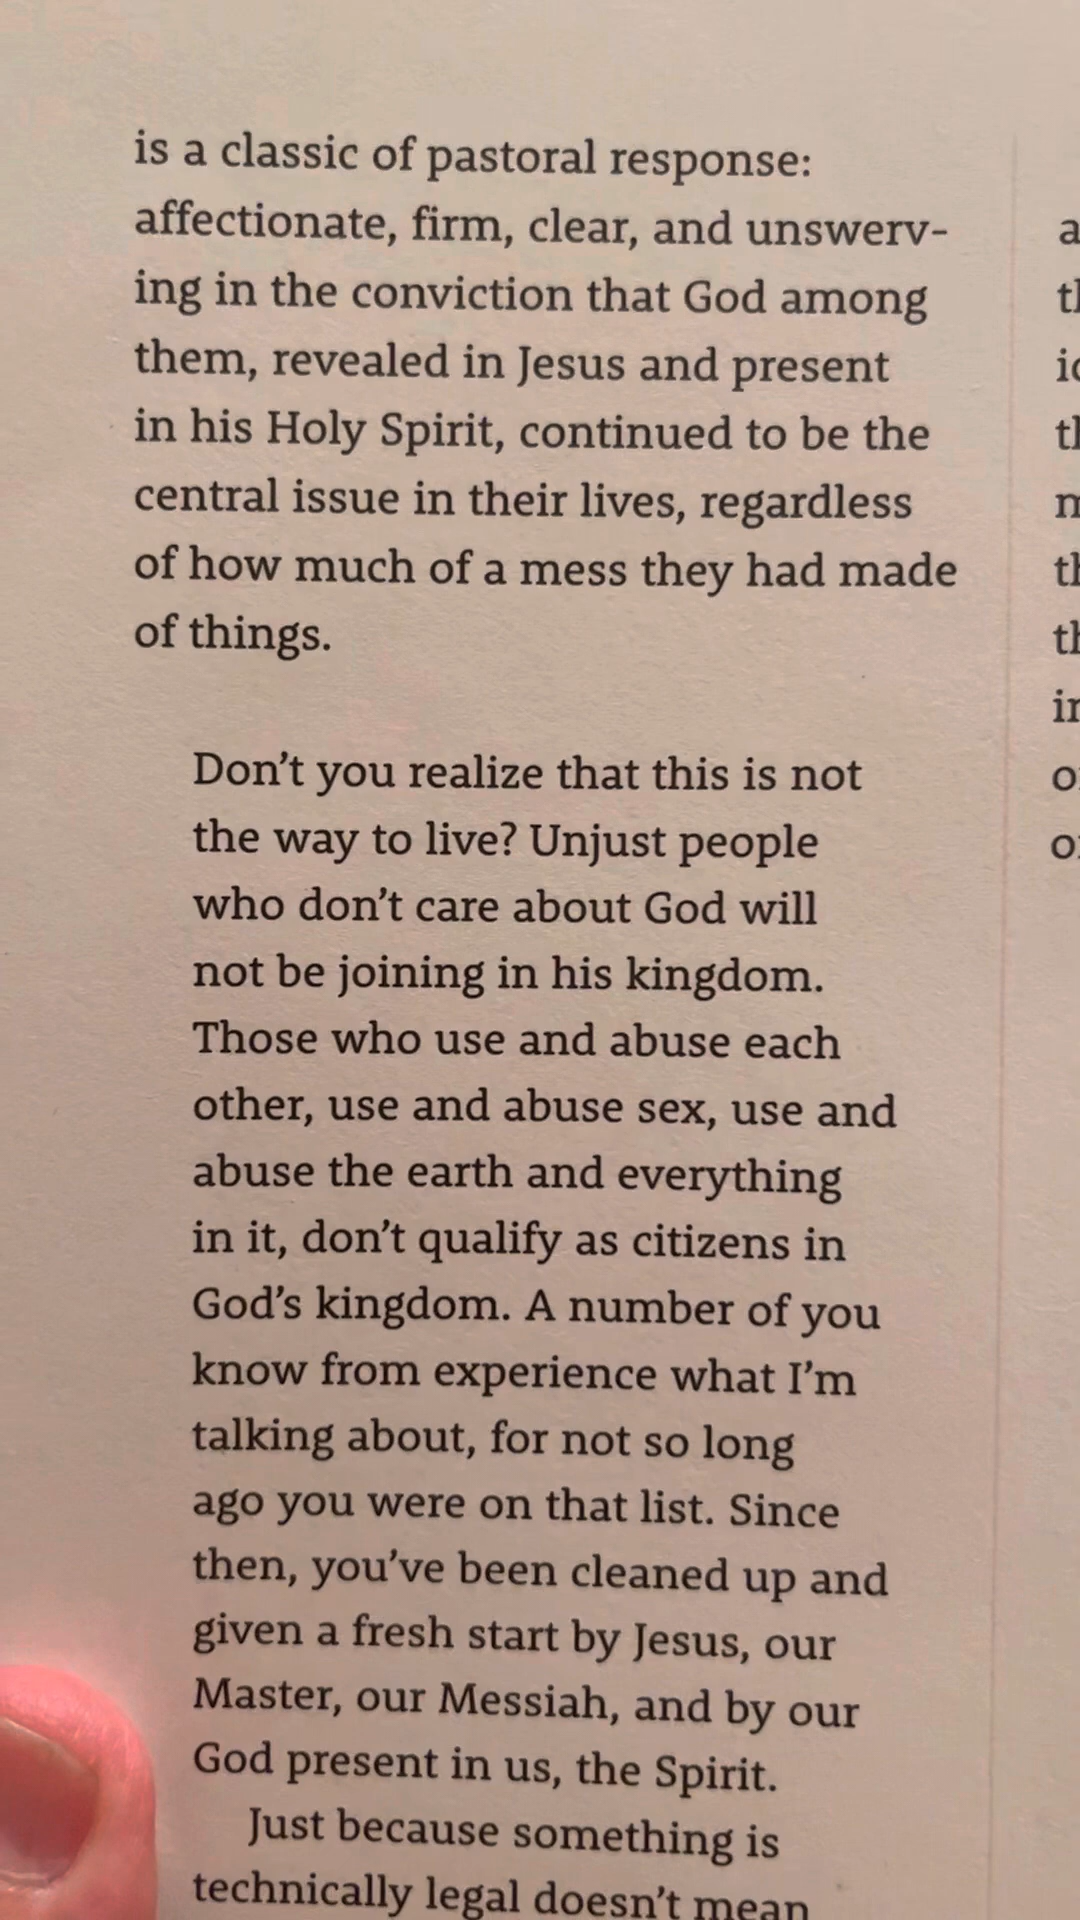 is a classic of pastoral response:
affectionate, firm, clear, and unswerv-
ing in the conviction that God among
them, revealed in Jesus and present
in his Holy Spirit, continued to be the
central issue in their lives, regardless
of how much of a mess they had made
of things.
Don’t you realize that this is not
the way to live? Unjust people
who don’t care about God will
not be joining in his kingdom.
Those who use and abuse each
other, use and abuse sex, use and
abuse the earth and everything
in it, don’t qualify as citizens in
God’s kingdom. A number of you
know from experience what I’m
talking about, for not so long
ago you were on that list. Since
then, you’ve been cleaned up and
given a fresh start by Jesus, our
Master, our Messiah, and by our
God present in us, the Spirit.
Just because something is
technically legal doesn’t mean